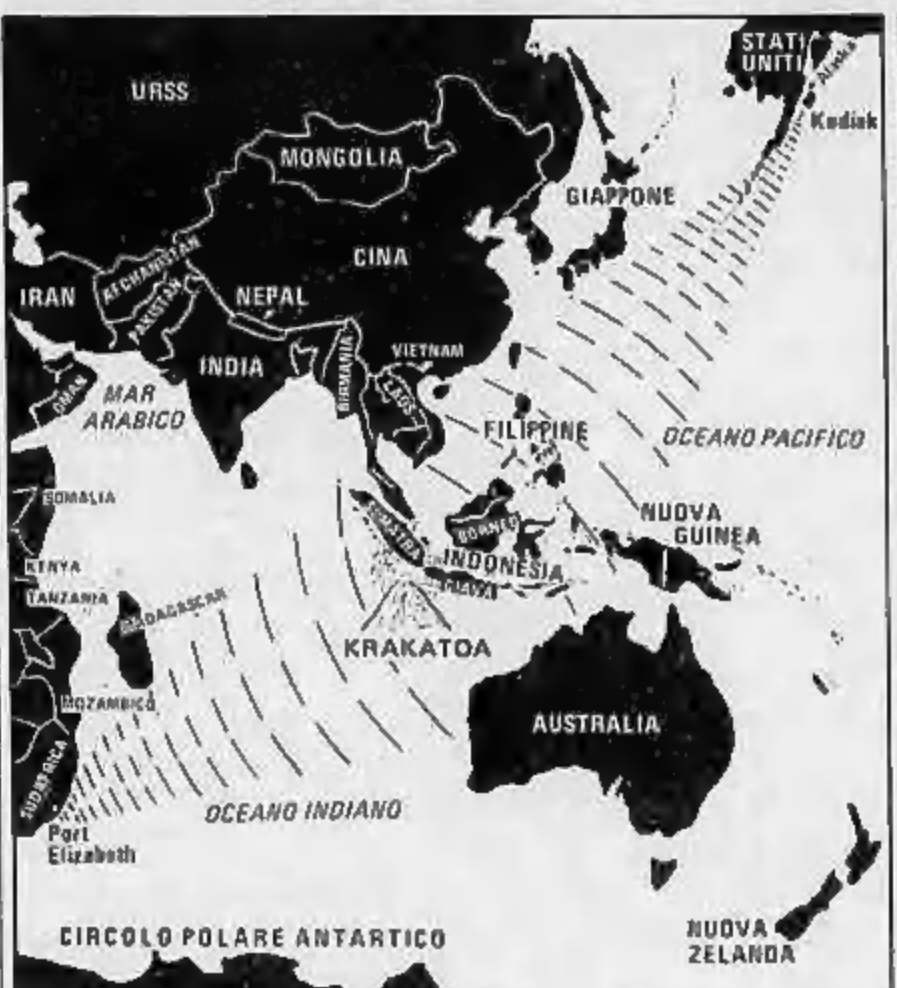 STATI
UNITI
Alaska
Kodiak
URSS
MONGOLIA
GIAPPONE
CINA
AFGHANISTAN
IRAN
PAKISTAN
NEPAL
INDIA
BIRMANIA
VIETNAM
LAOS
OMAN
MAR
ARABICO
FILIPPINE
OCEANO PACIFICO
SOMALIA
NUOVA
GUINEA
SUMATRA
BORNEO
INDONESIA
KENYA
TANZANIA
MADAGASCAR
GIAVA
KRAKATOA
MOZAMBICO
AUSTRALIA
SUDAFRICA
OCEANO INDIANO
Port
Elizabeth
CIRCOLO POLARE ANTARTICO
NUOVA
ZELANDA